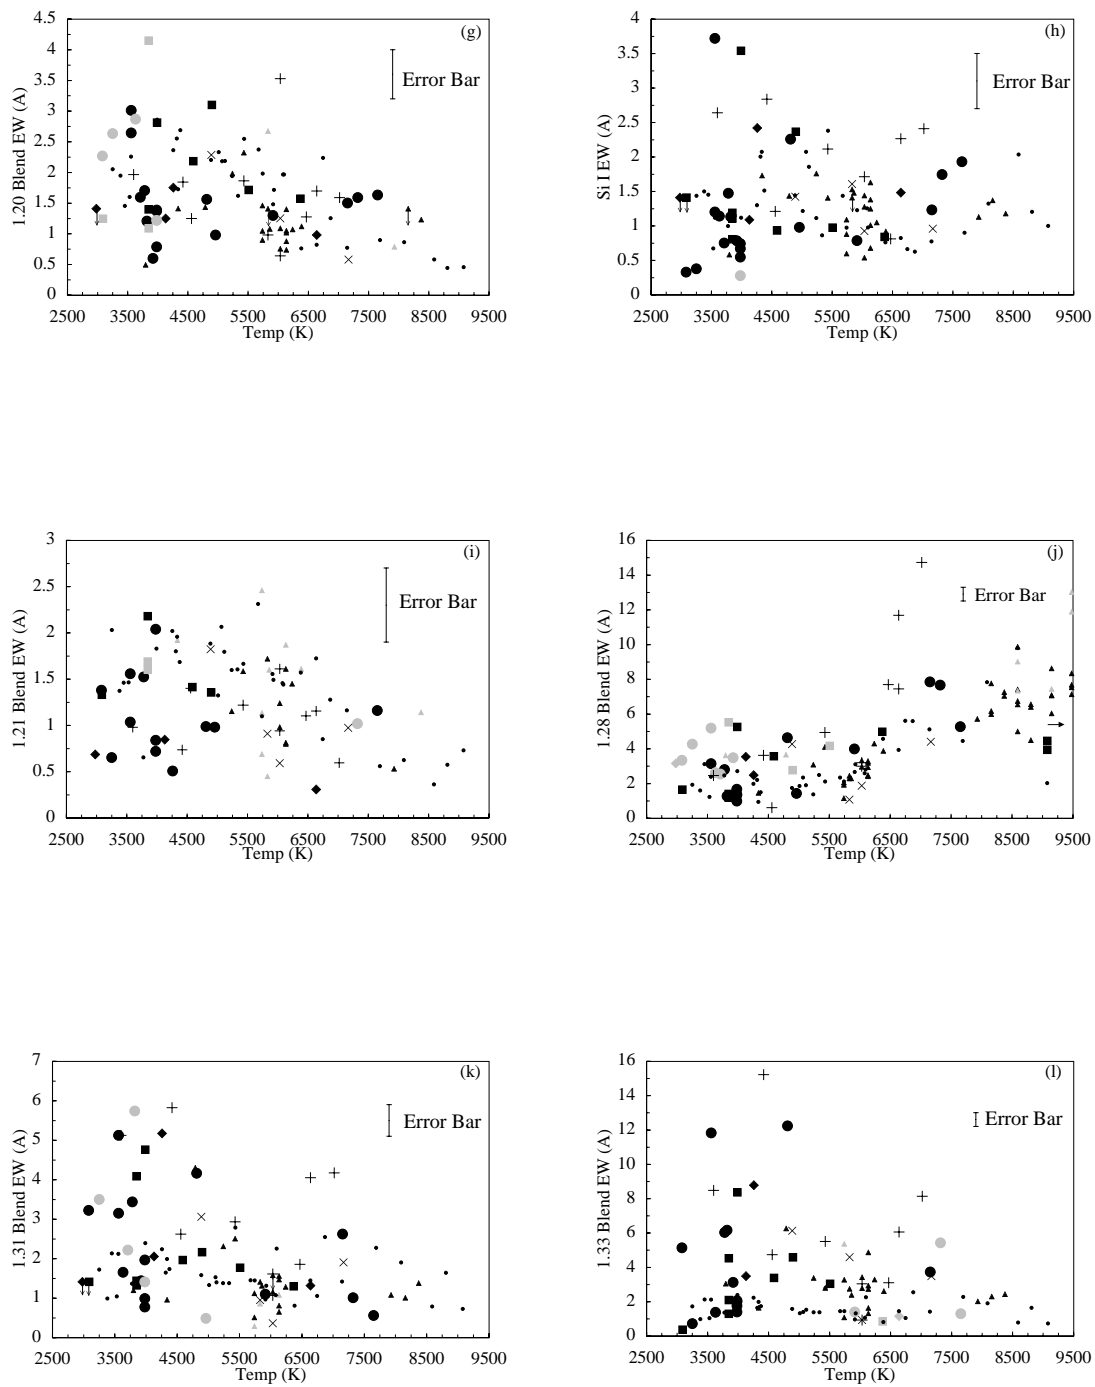 (g)
4.5
4
3.5
3
2.5
2
1.5
1
0.5
0
1.20 Blend EW (A)
Error Bar
2500 3500 4500 5500 6500 7500 8500 9500
Temp (K)
(h)
4
3.5
3
2.5
2
1.5
1
0.5
0
Si I EW (A)
Error Bar
2500 3500 4500 5500 6500 7500 8500 9500
Temp (K)
(i)
3
2.5
2
1.5
1
0.5
0
1.21 Blend EW (A)
Error Bar
2500 3500 4500 5500 6500 7500 8500 9500
Temp (K)
(j)
16
14
12
10
8
6
4
2
0
1.28 Blend EW (A)
Error Bar
2500 3500 4500 5500 6500 7500 8500 9500
Temp (K)
(k)
7
6
5
4
3
2
1
0
1.31 Blend EW (A)
Error Bar
2500 3500 4500 5500 6500 7500 8500 9500
Temp (K)
(l)
16
14
12
10
8
6
4
2
0
1.33 Blend EW (A)
Error Bar
2500 3500 4500 5500 6500 7500 8500 9500
Temp (K)